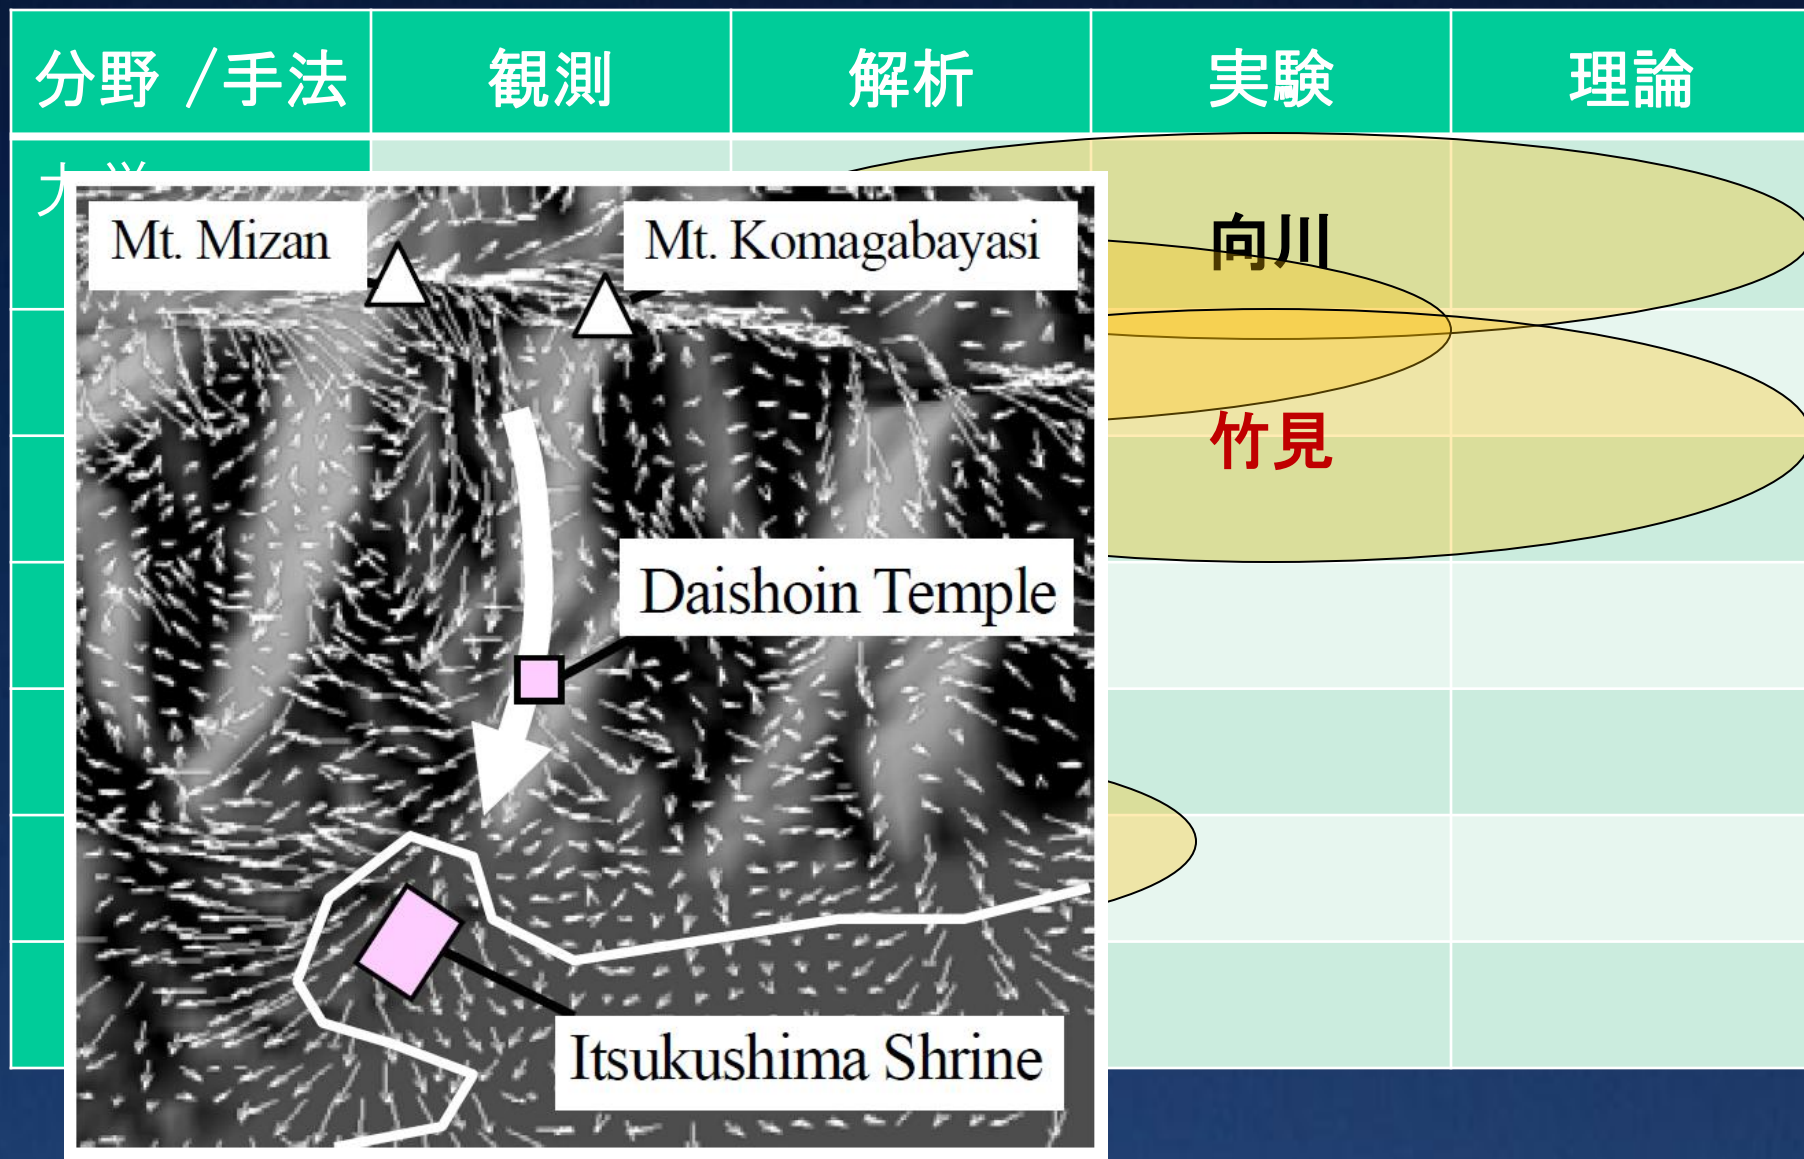 分野 /手法 観測 解析 実験 理論
向川
竹見
Mt. Mizan
Mt. Komagabayasi
Daishoin Temple
Itsukushima Shrine